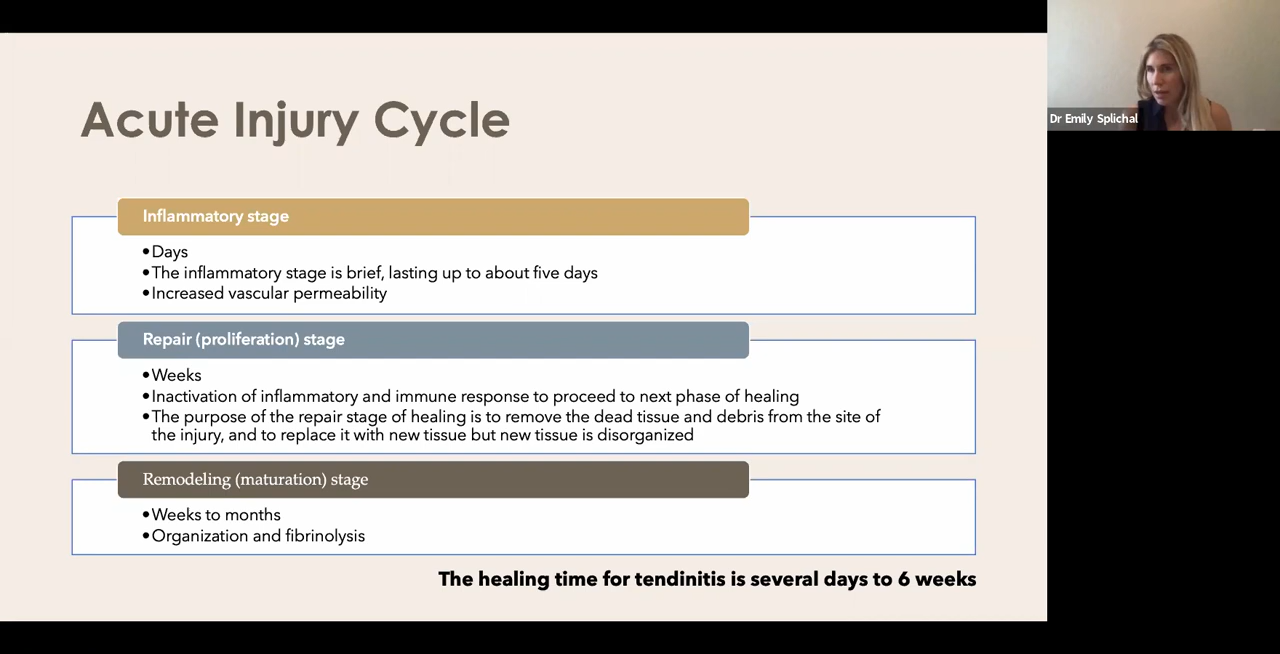 Acute Injury Cycle
Dr Emily Splichal
Inflammatory stage
•Days
•The inflammatory stage is brief, lasting up to about five days
•Increased vascular permeability
Repair (proliferation) stage
•Weeks
•Inactivation of inflammatory and immune response to proceed to next phase of healing
•The purpose of the repair stage of healing is to remove the dead tissue and debris from the site of
the injury, and to replace it with new tissue but new tissue is disorganized
Remodeling (maturation) stage
•Weeks to months
•Organization and fibrinolysis
The healing time for tendinitis is several days to 6 weeks